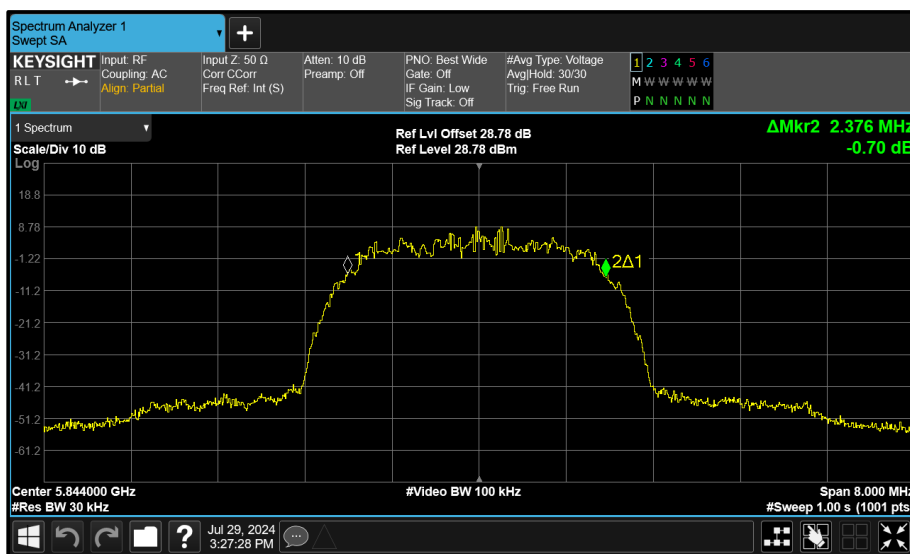 Spectrum Analyzer 1
Swept SA
+
KEYSIGHT
R L T
LXI
Input: RF
Coupling: AC
Align: Partial
Input Z: 50 Ω
Corr CCorr
Freq Ref: Int (S)
Atten: 10 dB
Preamp: Off
PNO: Best Wide
Gate: Off
IF Gain: Low
Sig Track: Off
#Avg Type: Voltage
Avg|Hold: 30/30
Trig: Free Run
1 2 3 4 5 6
M W W W W W
P N N N N N
1 Spectrum
Scale/Div 10 dB
Log
Ref Lvl Offset 28.78 dB
Ref Level 28.78 dBm
ΔMkr2 2.376 MHz
-0.70 dB
18.8
8.78
-1.22
-11.2
-21.2
-31.2
-41.2
-51.2
-61.2
1
2Δ1
Center 5.844000 GHz
#Res BW 30 kHz
#Video BW 100 kHz
Span 8.000 MHz
#Sweep 1.00 s (1001 pts
?
Jul 29, 2024
3:27:28 PM